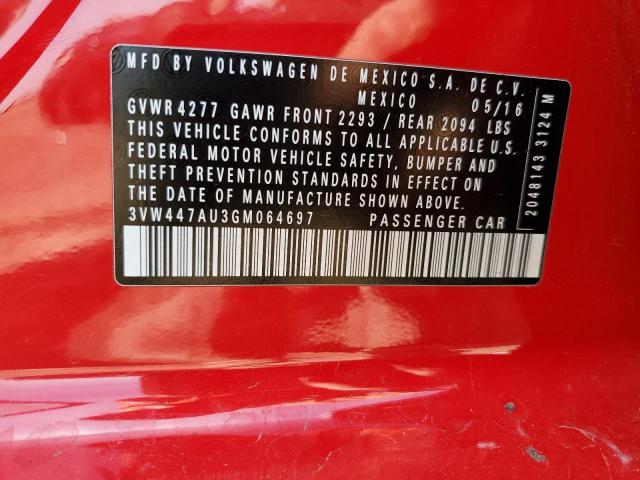 MFD BY VOLKSWAGEN DE MEXICO S.A. DE C.V.
MEXICO 05/16
GVWR 4277 GAWR FRONT 2293 / REAR 2094 LBS
THIS VEHICLE CONFORMS TO ALL APPLICABLE U.S.
FEDERAL MOTOR VEHICLE SAFETY, BUMPER AND
THEFT PREVENTION STANDARDS IN EFFECT ON
THE DATE OF MANUFACTURE SHOWN ABOVE.
3VW447AU3GM064697 PASSENGER CAR
2048143 3124 M